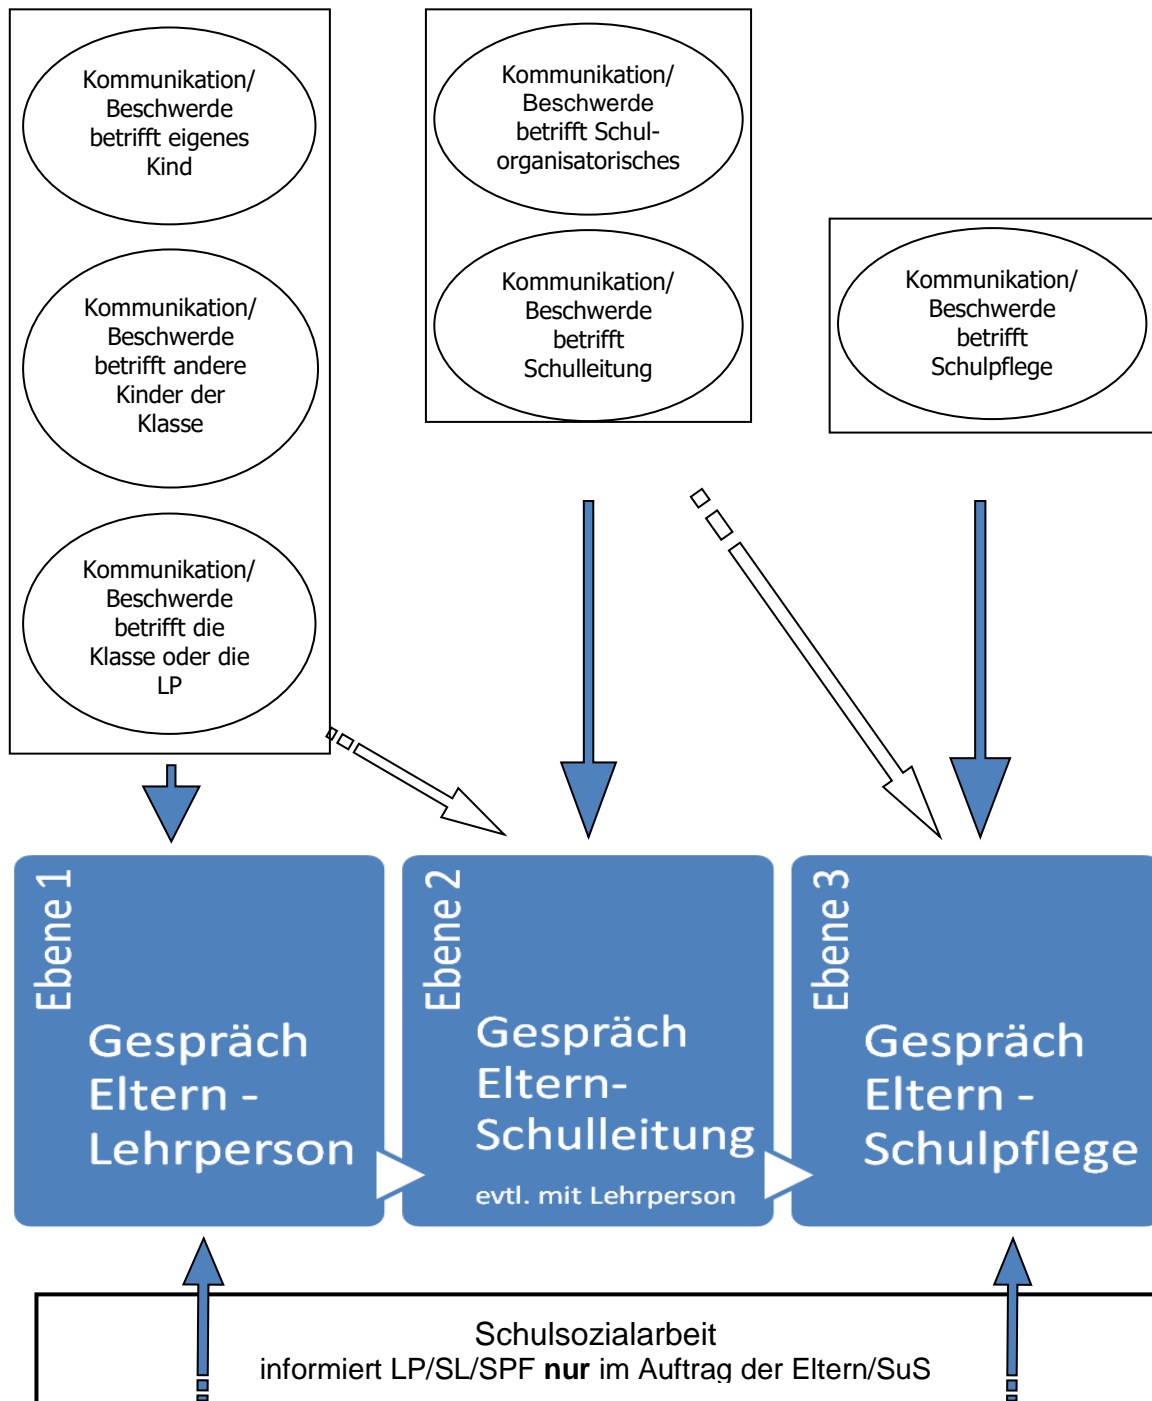 Kommunikation/
Beschwerde
betrifft eigenes
Kind
Kommunikation/
Beschwerde
betrifft andere
Kinder der
Klasse
Kommunikation/
Beschwerde
betrifft die
Klasse oder die
LP
Kommunikation/
Beschwerde
betrifft Schul-
organisatorisches
Kommunikation/
Beschwerde
betrifft
Schulleitung
Kommunikation/
Beschwerde
betrifft
Schulpflege
Ebene 1
Gespräch
Eltern -
Lehrperson
Ebene 2
Gespräch
Eltern-
Schulleitung
evtl. mit Lehrperson
Ebene 3
Gespräch
Eltern -
Schulpflege
Schulsozialarbeit
informiert LP/SL/SPF nur im Auftrag der Eltern/SuS